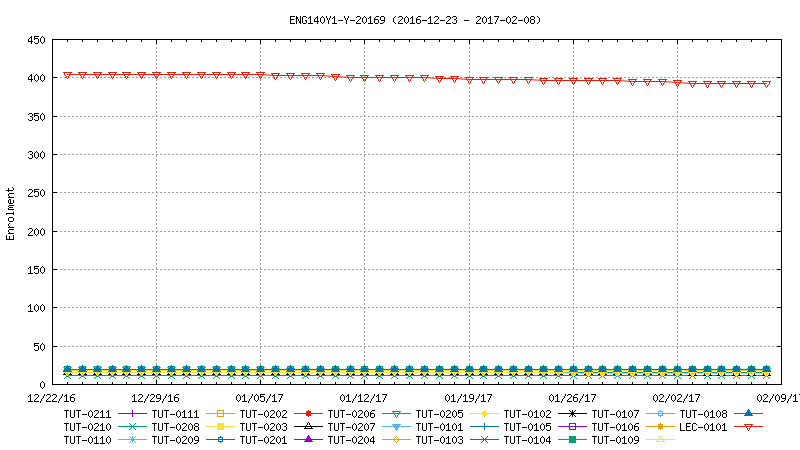 ENG140Y1-Y-20169 (2016-12-23 - 2017-02-08)
450
400
350
300
250
200
150
100
50
0
Enrolment
12/22/16 12/29/16 01/05/17 01/12/17 01/19/17 01/26/17 02/02/17 02/09/1
TUT-0211 TUT-0111 TUT-0202 TUT-0206 TUT-0205 TUT-0102 TUT-0107 TUT-0108
TUT-0210 TUT-0208 TUT-0203 TUT-0207 TUT-0101 TUT-0105 TUT-0106 LEC-0101
TUT-0110 TUT-0209 TUT-0201 TUT-0204 TUT-0103 TUT-0104 TUT-0109